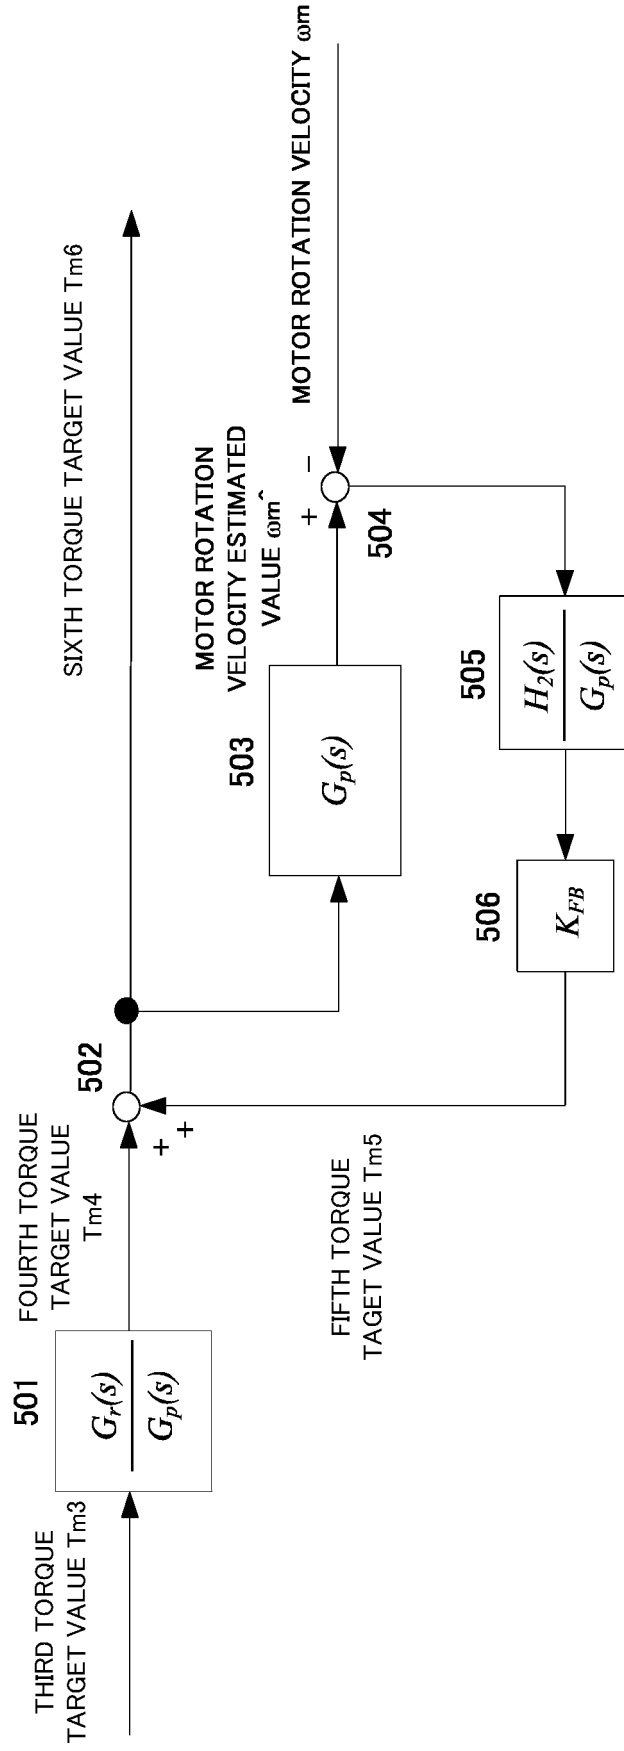 THIRD TORQUE
TARGET VALUE Tm3
501
Gr(s)
Gp(s)
FOURTH TORQUE
TARGET VALUE
Tm4
+
+
502
SIXTH TORQUE TARGET VALUE Tm6
FIFTH TORQUE
TAGET VALUE Tm5
503
Gp(s)
MOTOR ROTATION
VELOCITY ESTIMATED
VALUE ωm^
+
−
504
MOTOR ROTATION VELOCITY ωm
505
H2(s)
Gp(s)
506
KFB